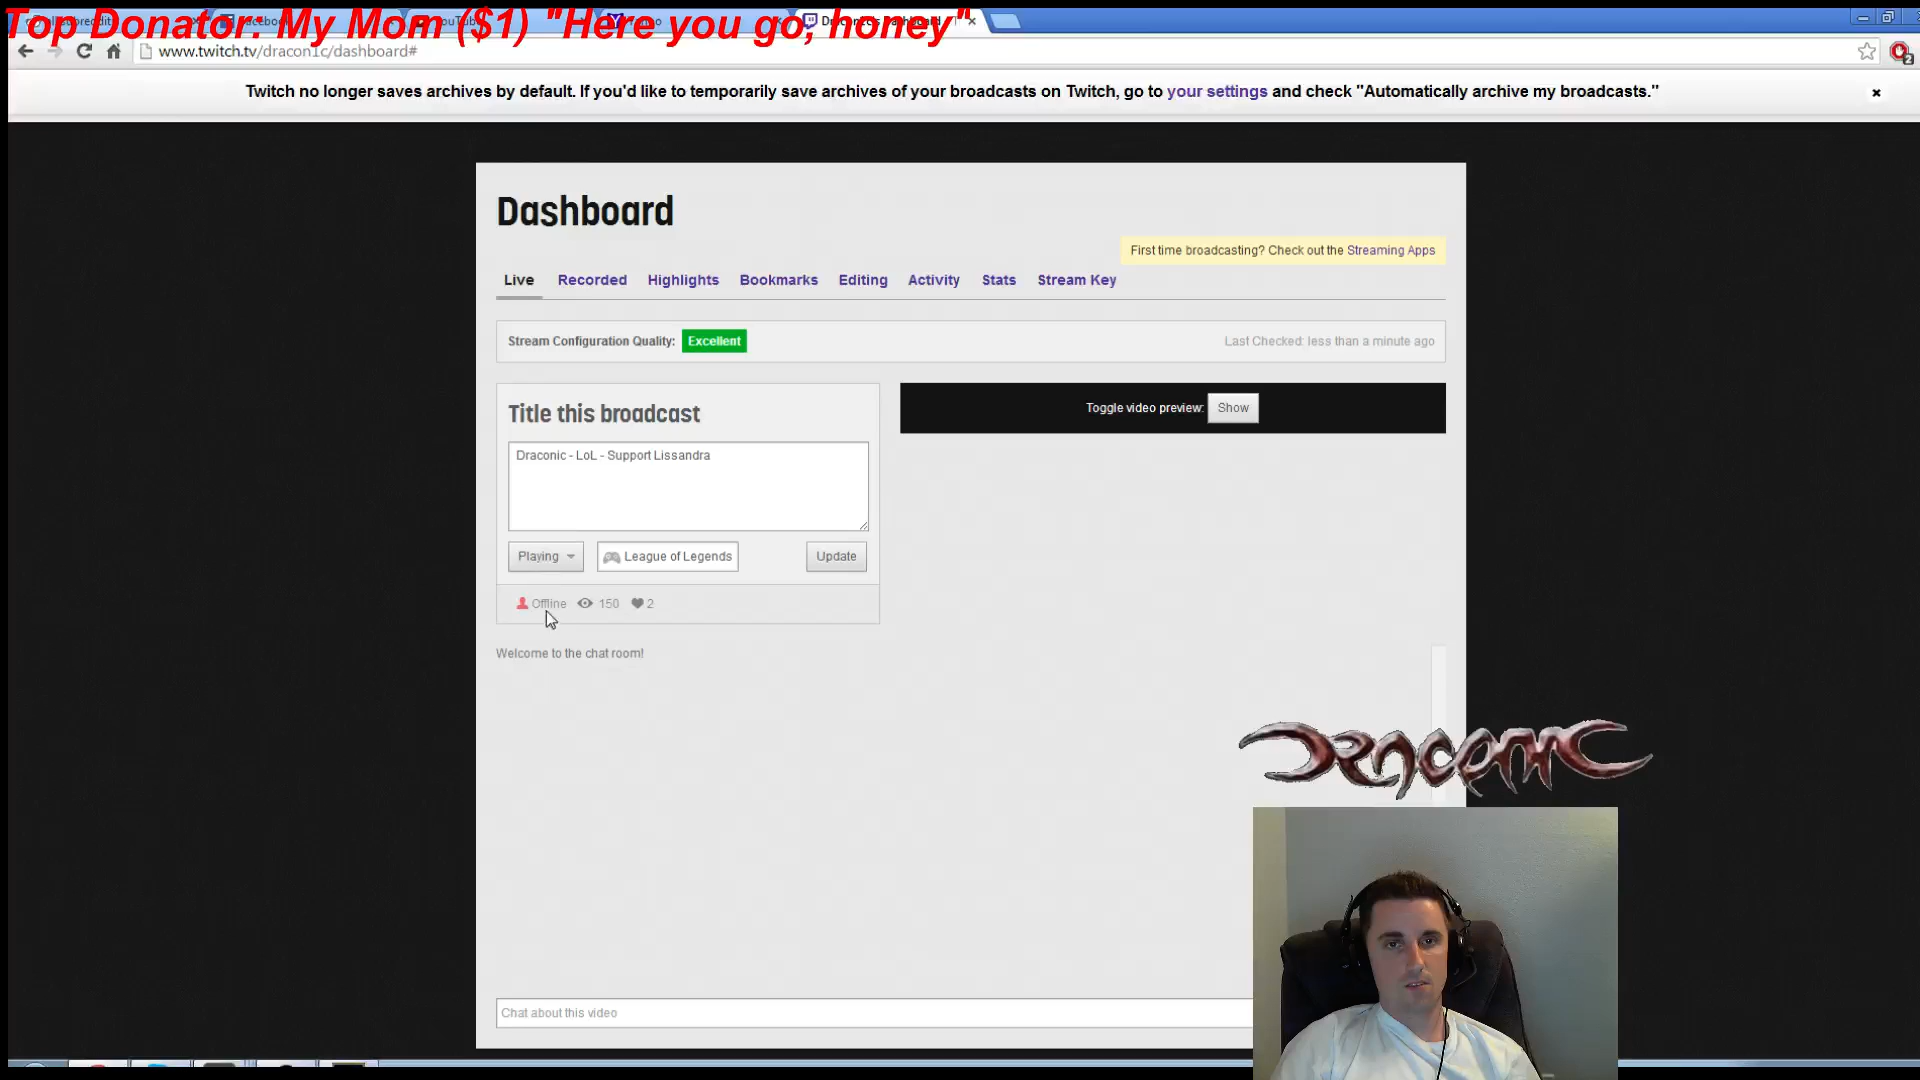 Top Donator: My Mom ($1) "Here you go, honey"
www.twitch.tv/dracon1c/dashboard#
2
Twitch no longer saves archives by default. If you'd like to temporarily save archives of your broadcasts on Twitch, go to your settings and check "Automatically archive my broadcasts."
Dashboard
First time broadcasting? Check out the Streaming Apps
Live Recorded Highlights Bookmarks Editing Activity Stats Stream Key
Stream Configuration Quality: Excellent
Last Checked: less than a minute ago
Title this broadcast
Toggle video preview: Show
Draconic - LoL - Support Lissandra
Playing League of Legends Update
Offline 150 2
Welcome to the chat room!
DRACONIC
Chat about this video